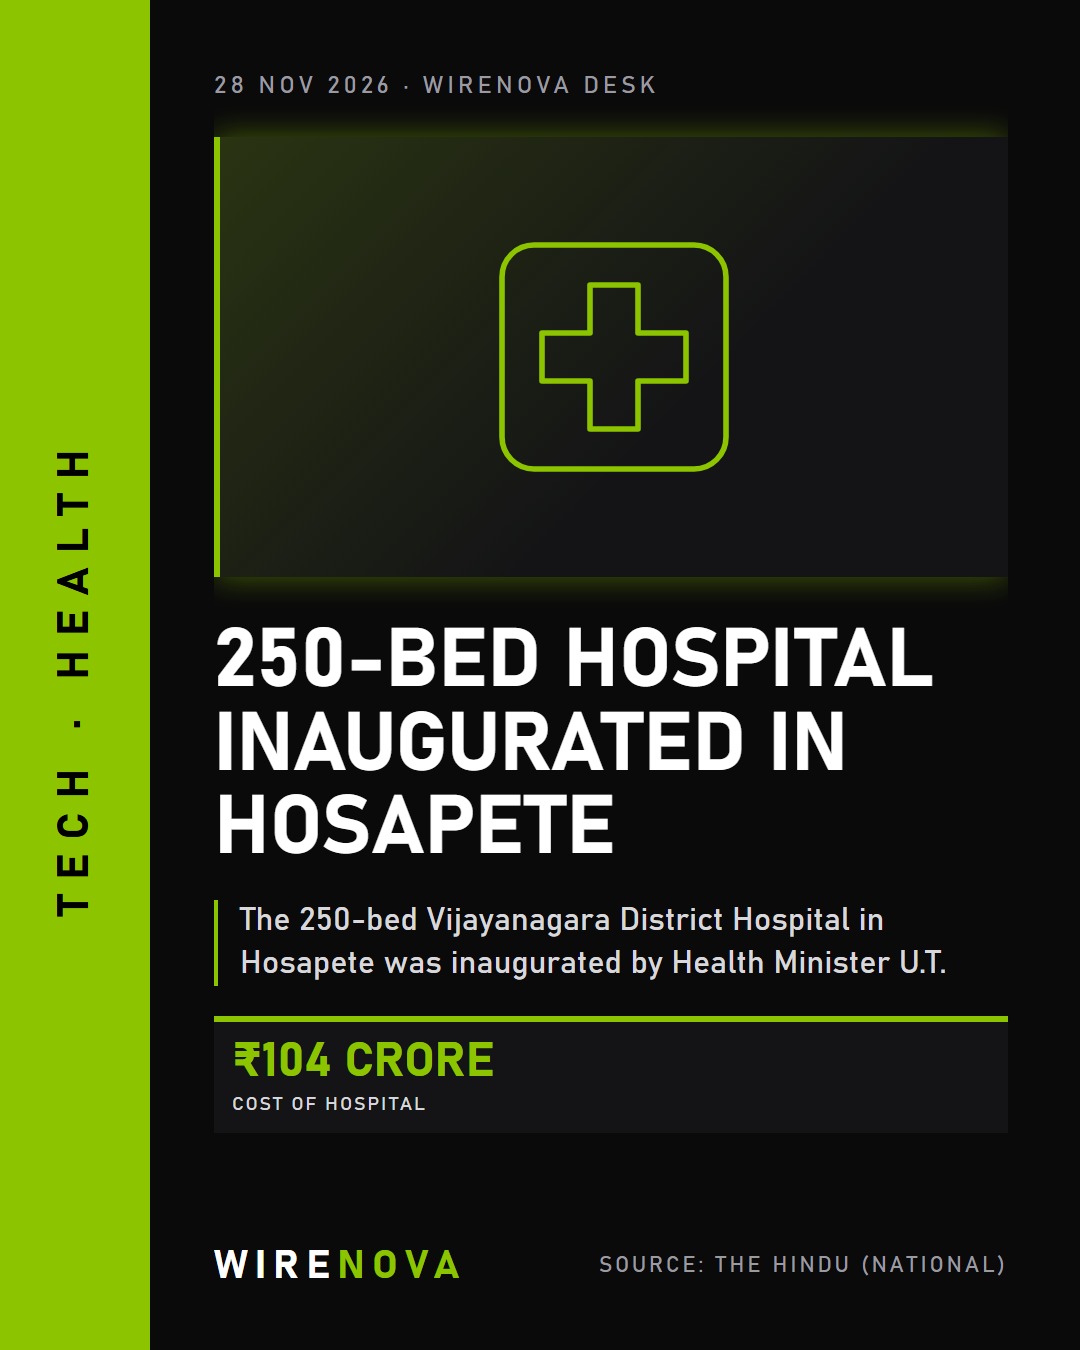 28 NOV 2026 · WIRENOVA DESK
TECH · HEALTH
250-BED HOSPITAL
INAUGURATED IN
HOSAPETE
The 250-bed Vijayanagara District Hospital in
Hosapete was inaugurated by Health Minister U.T.
₹104 CRORE
COST OF HOSPITAL
WIRENOVA
SOURCE: THE HINDU (NATIONAL)